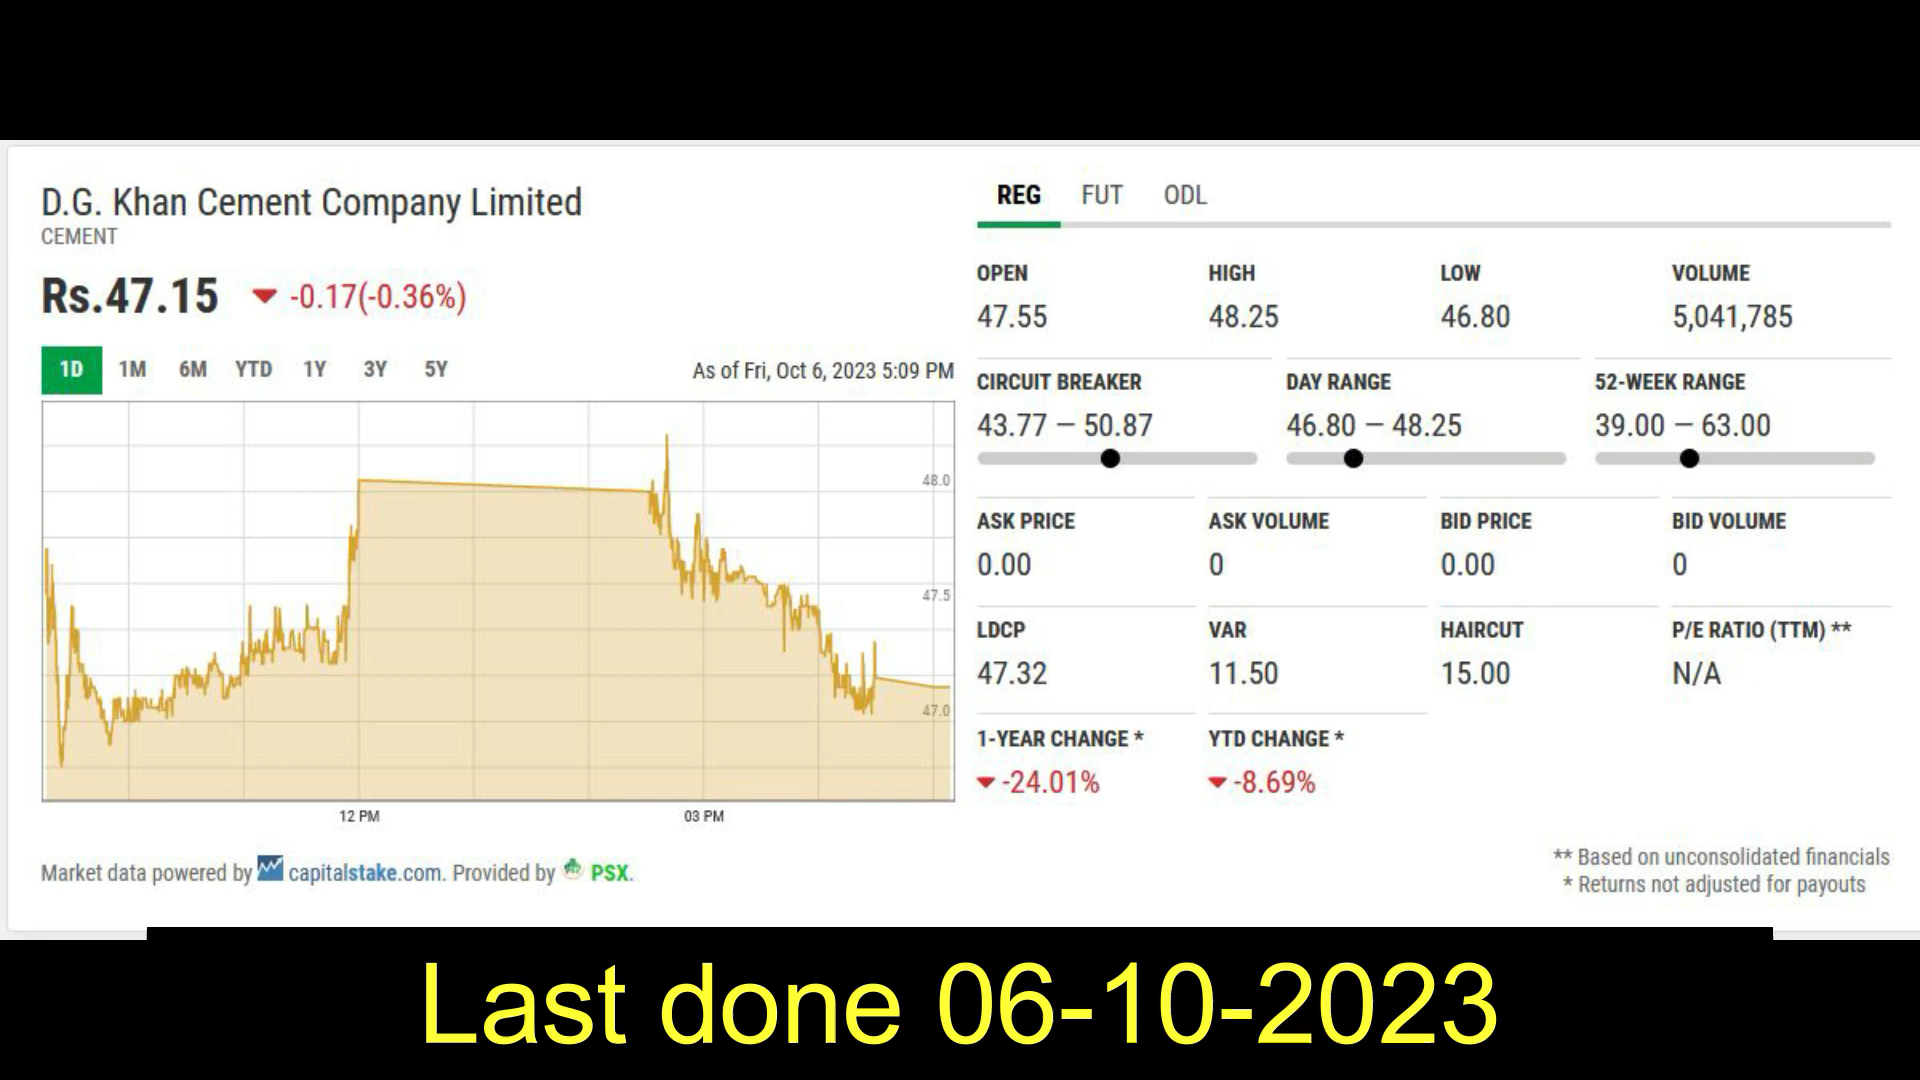 D.G. Khan Cement Company Limited
CEMENT
Rs.47.15 -0.17(-0.36%)
1D 1M 6M YTD 1Y 3Y 5Y As of Fri, Oct 6, 2023 5:09 PM
48.0
47.5
47.0
12 PM 03 PM
Market data powered by capitalstake.com. Provided by PSX.
REG FUT ODL
OPEN HIGH LOW VOLUME
47.55 48.25 46.80 5,041,785
CIRCUIT BREAKER DAY RANGE 52-WEEK RANGE
43.77 — 50.87 46.80 — 48.25 39.00 — 63.00
ASK PRICE ASK VOLUME BID PRICE BID VOLUME
0.00 0 0.00 0
LDCP VAR HAIRCUT P/E RATIO (TTM) **
47.32 11.50 15.00 N/A
1-YEAR CHANGE * YTD CHANGE *
-24.01% -8.69%
** Based on unconsolidated financials
* Returns not adjusted for payouts
Last done 06-10-2023